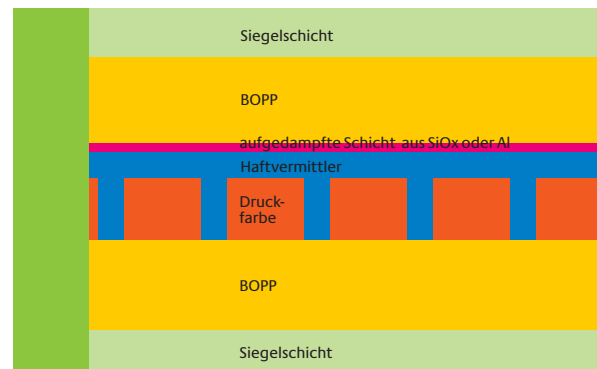 Siegelschicht
BOPP
aufgedampfte Schicht aus SiOx oder Al
Haftvermittler
Druck-
farbe
BOPP
Siegelschicht